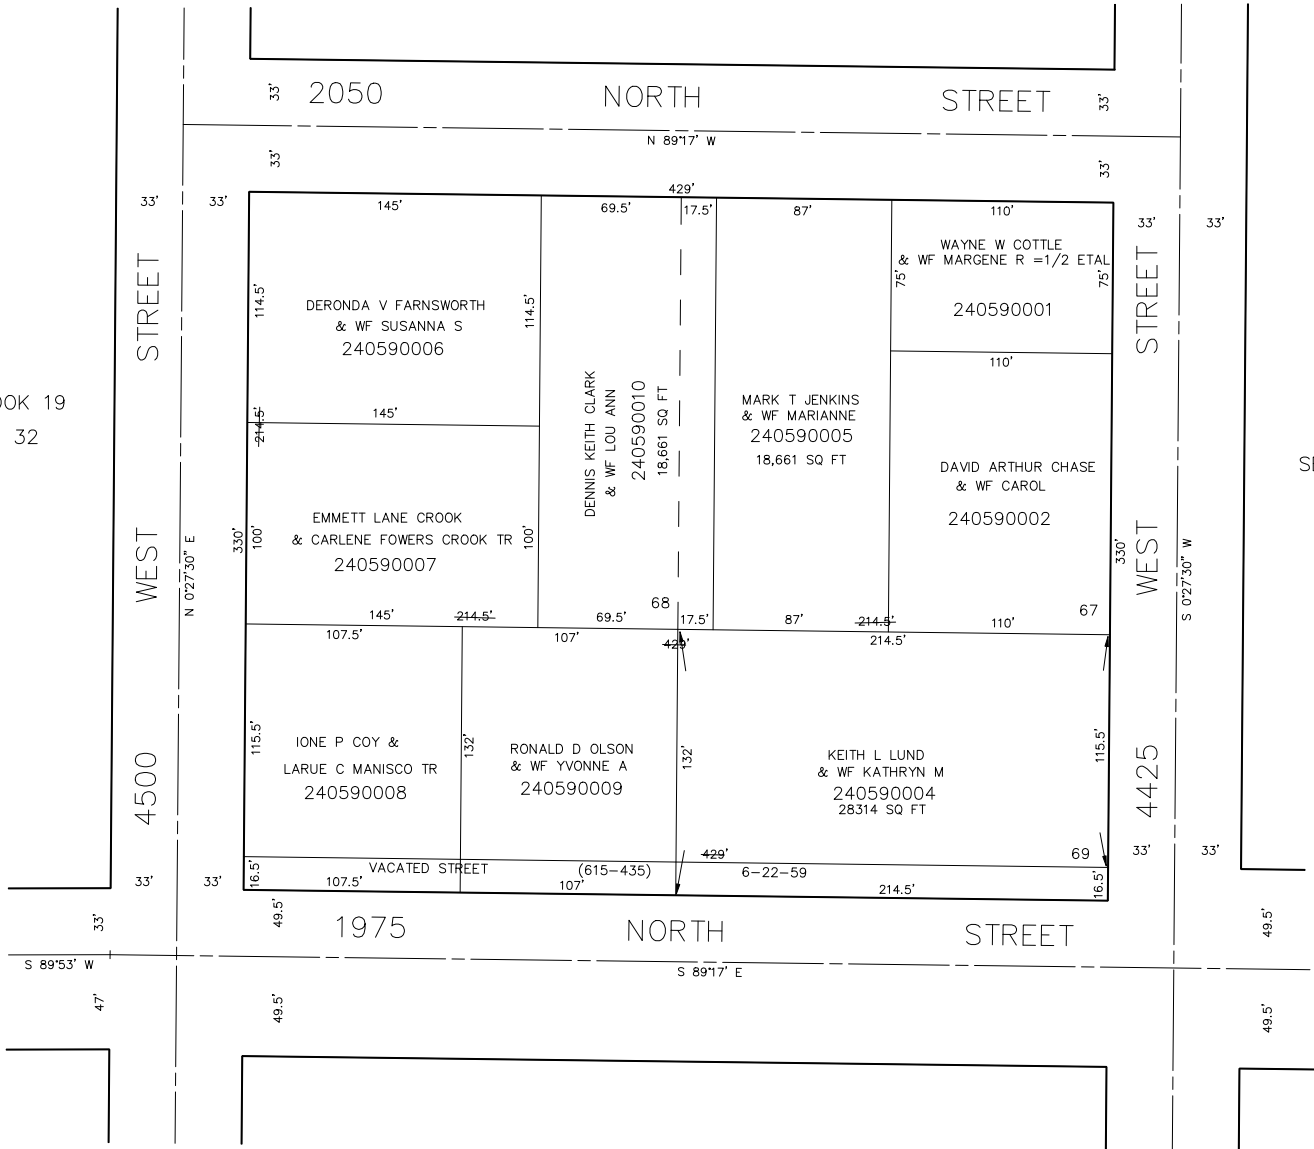 2050 NORTH STREET
33'
33'
N 89°17' W
33'
33'
33'
33'
33'
33'
429'
145'
69.5'
17.5'
87'
110'
STREET
WEST
4500
N 0°27'30" E
STREET
WEST
4425
S 0°27'30" W
WAYNE W COTTLE
& WF MARGENE R =1/2 ETAL
240590001
75'
75'
110'
114.5'
DERONDA V FARNSWORTH
& WF SUSANNA S
240590006
114.5'
214.5'
145'
DENNIS KEITH CLARK
& WF LOU ANN
240590010
18,661 SQ FT
MARK T JENKINS
& WF MARIANNE
240590005
18,661 SQ FT
DAVID ARTHUR CHASE
& WF CAROL
240590002
OOK 19
32
330'
100'
EMMETT LANE CROOK
& CARLENE FOWERS CROOK TR
240590007
100'
330'
68
67
145'
214.5'
69.5'
17.5'
87'
214.5'
110'
107.5'
107'
429'
214.5'
115.5'
IONE P COY &
LARUE C MANISCO TR
240590008
132'
RONALD D OLSON
& WF YVONNE A
240590009
132'
KEITH L LUND
& WF KATHRYN M
240590004
28314 SQ FT
115.5'
429'
69
VACATED STREET
(615-435)
6-22-59
33'
33'
33'
33'
16.5'
107.5'
107'
214.5'
16.5'
33'
49.5'
1975 NORTH STREET
49.5'
S 89°53' W
S 89°17' E
47'
49.5'
49.5'